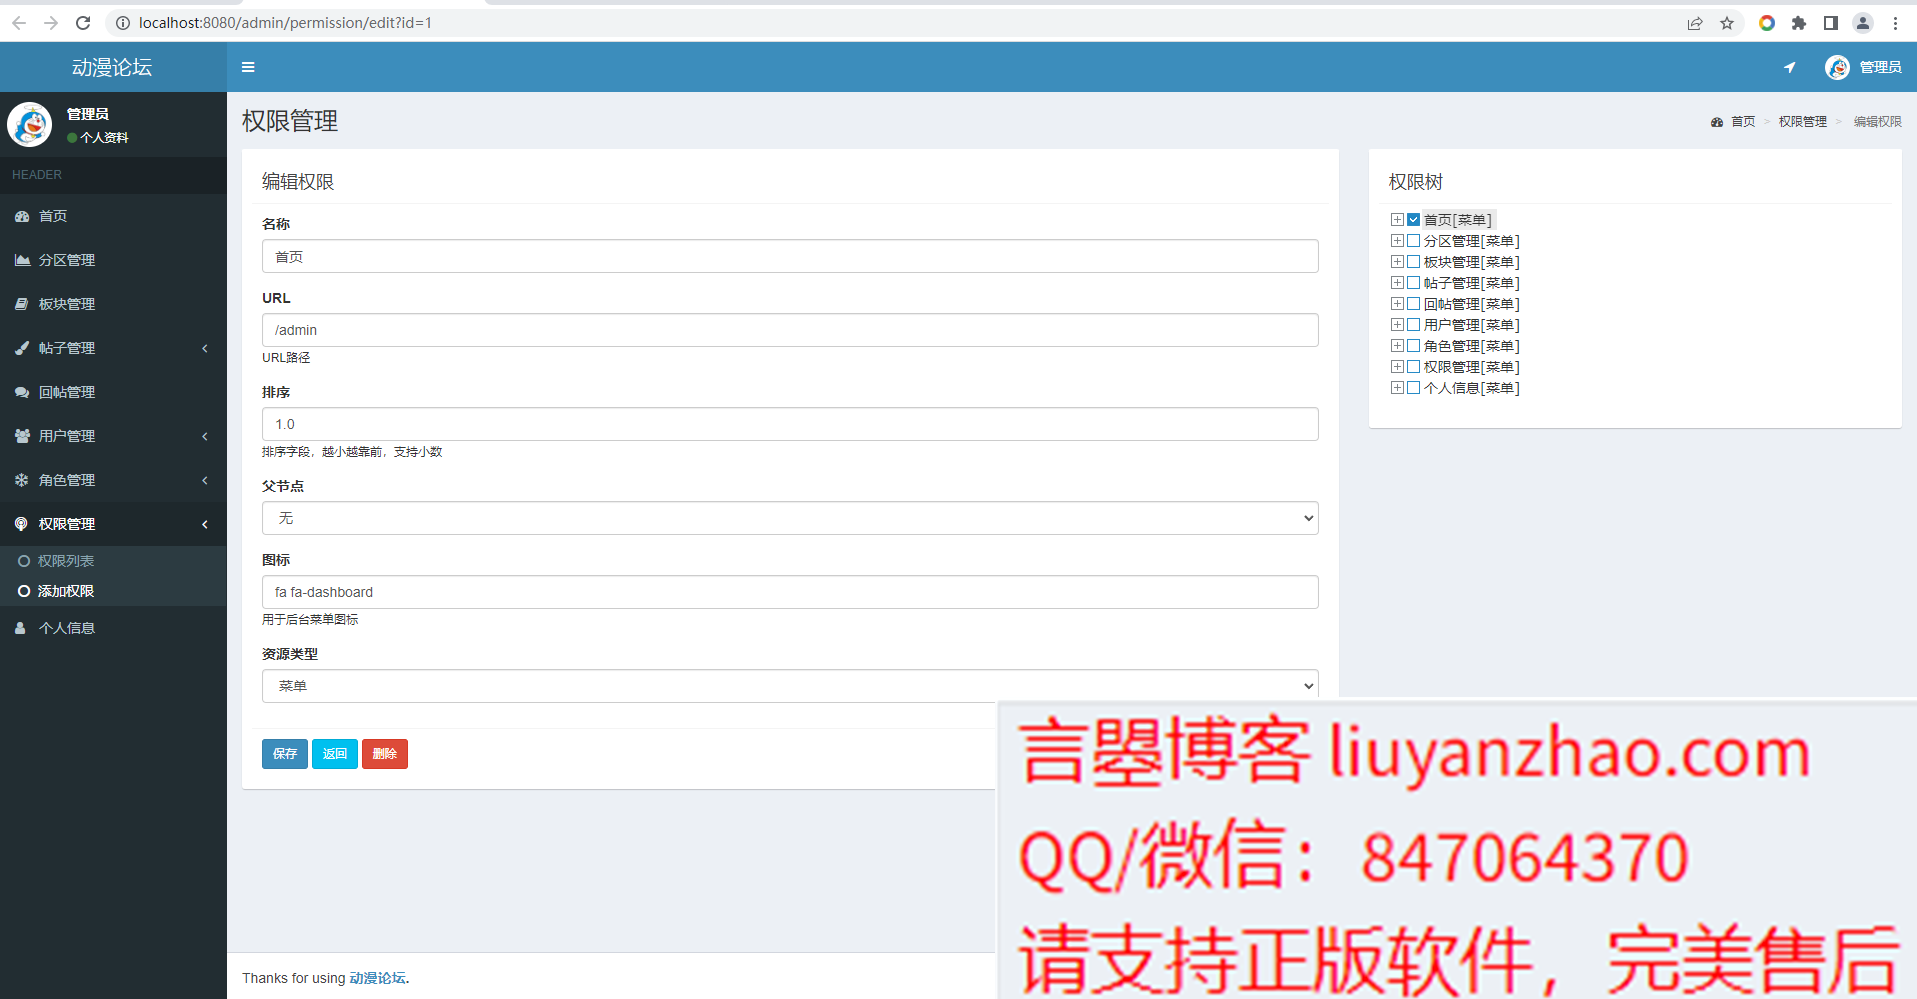 localhost:8080/admin/permission/edit?id=1
动漫论坛
管理员
管理员
个人资料
HEADER
首页
分区管理
板块管理
帖子管理
回帖管理
用户管理
角色管理
权限管理
权限列表
添加权限
个人信息
权限管理
首页 > 权限管理 > 编辑权限
编辑权限
名称
首页
URL
/admin
URL路径
排序
1.0
排序字段，越小越靠前，支持小数
父节点
无
图标
fa fa-dashboard
用于后台菜单图标
资源类型
菜单
保存 返回 删除
权限树
首页[菜单]
分区管理[菜单]
板块管理[菜单]
帖子管理[菜单]
回帖管理[菜单]
用户管理[菜单]
角色管理[菜单]
权限管理[菜单]
个人信息[菜单]
言曌博客 liuyanzhao.com
QQ/微信：847064370
请支持正版软件，完美售后
Thanks for using 动漫论坛.